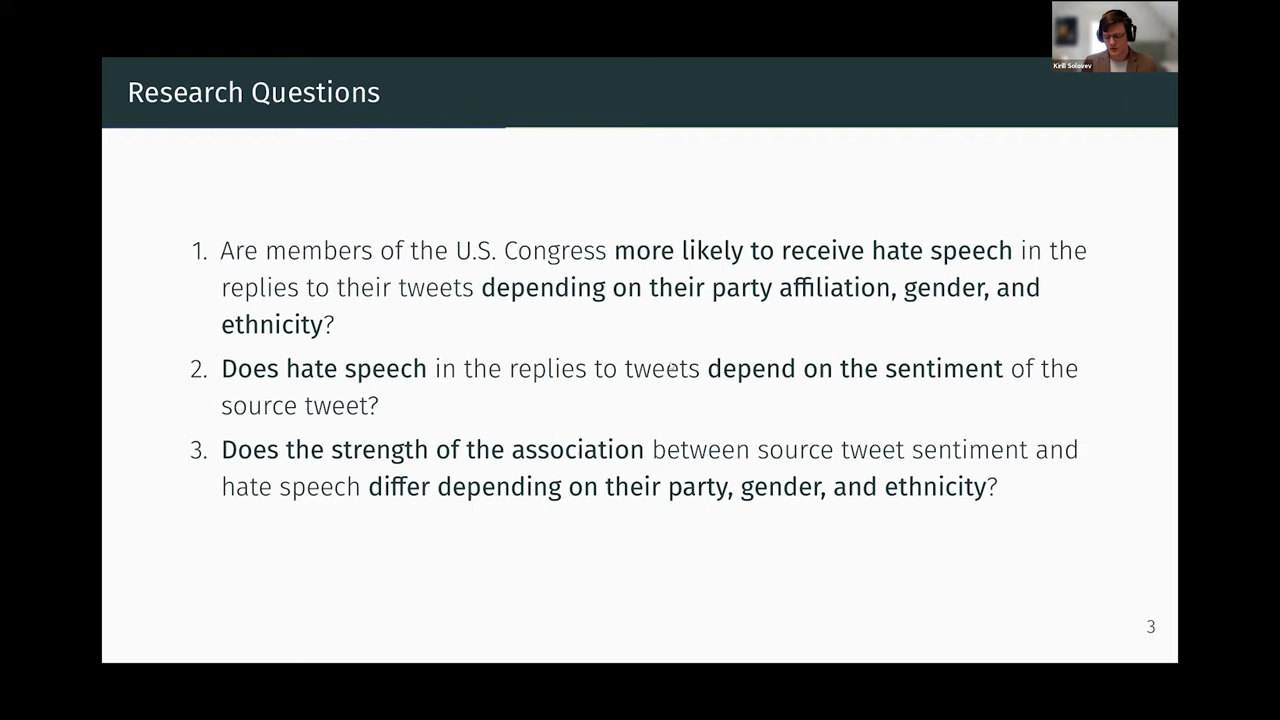 Kirill Solovev
Research Questions
1. Are members of the U.S. Congress more likely to receive hate speech in the
replies to their tweets depending on their party affiliation, gender, and
ethnicity?
2. Does hate speech in the replies to tweets depend on the sentiment of the
source tweet?
3. Does the strength of the association between source tweet sentiment and
hate speech differ depending on their party, gender, and ethnicity?
3